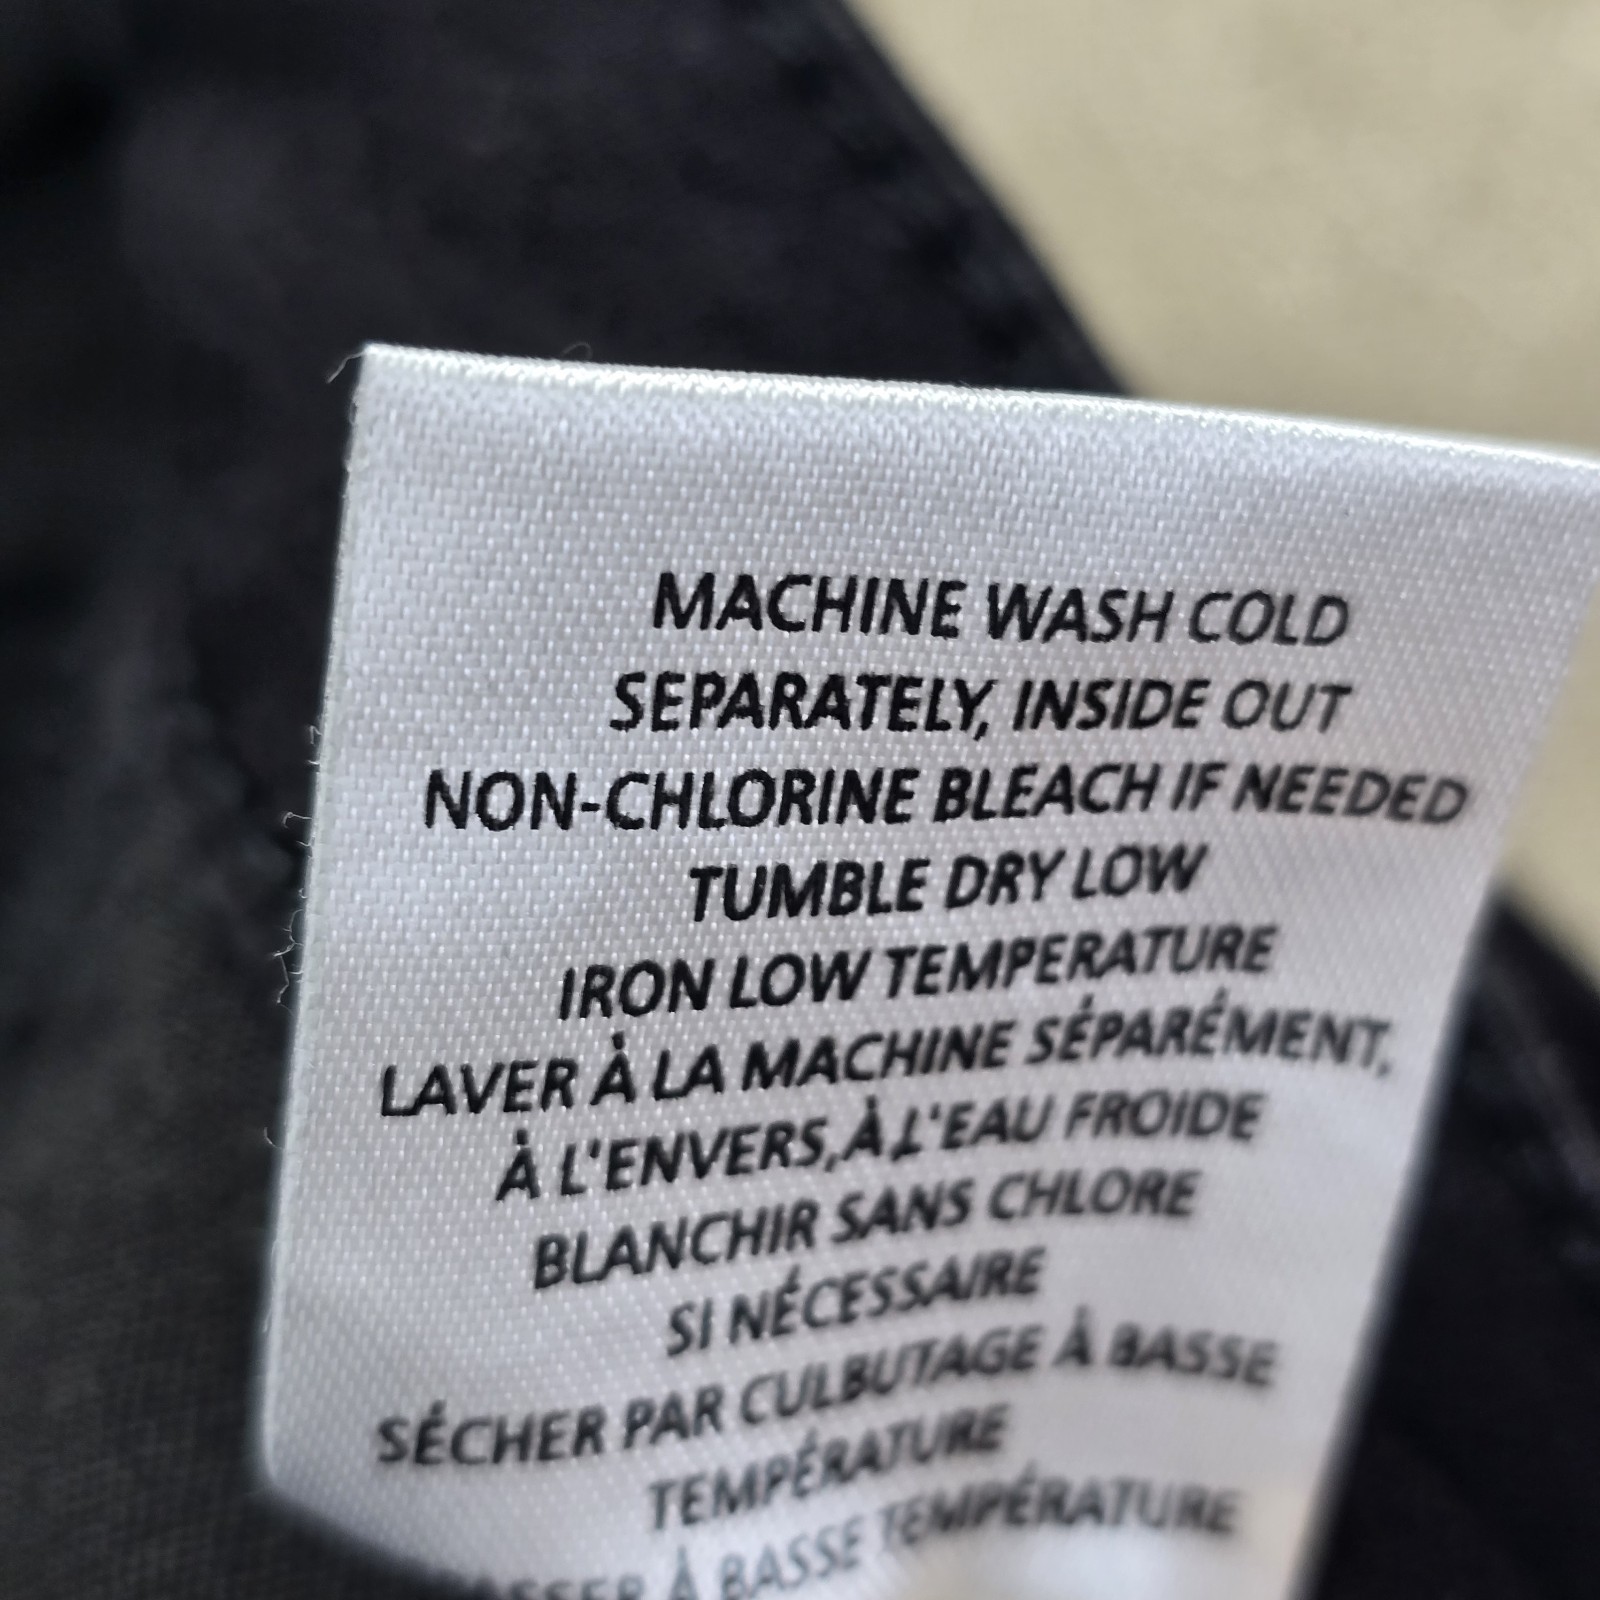 MACHINE WASH COLD
SEPARATELY, INSIDE OUT
NON-CHLORINE BLEACH IF NEEDED
TUMBLE DRY LOW
IRON LOW TEMPERATURE
LAVER À LA MACHINE SÉPARÉMENT,
À L'ENVERS,À L'EAU FROIDE
BLANCHIR SANS CHLORE
SI NÉCESSAIRE
SÉCHER PAR CULBUTAGE À BASSE
TEMPÉRATURE
À BASSE TEMPÉRATURE